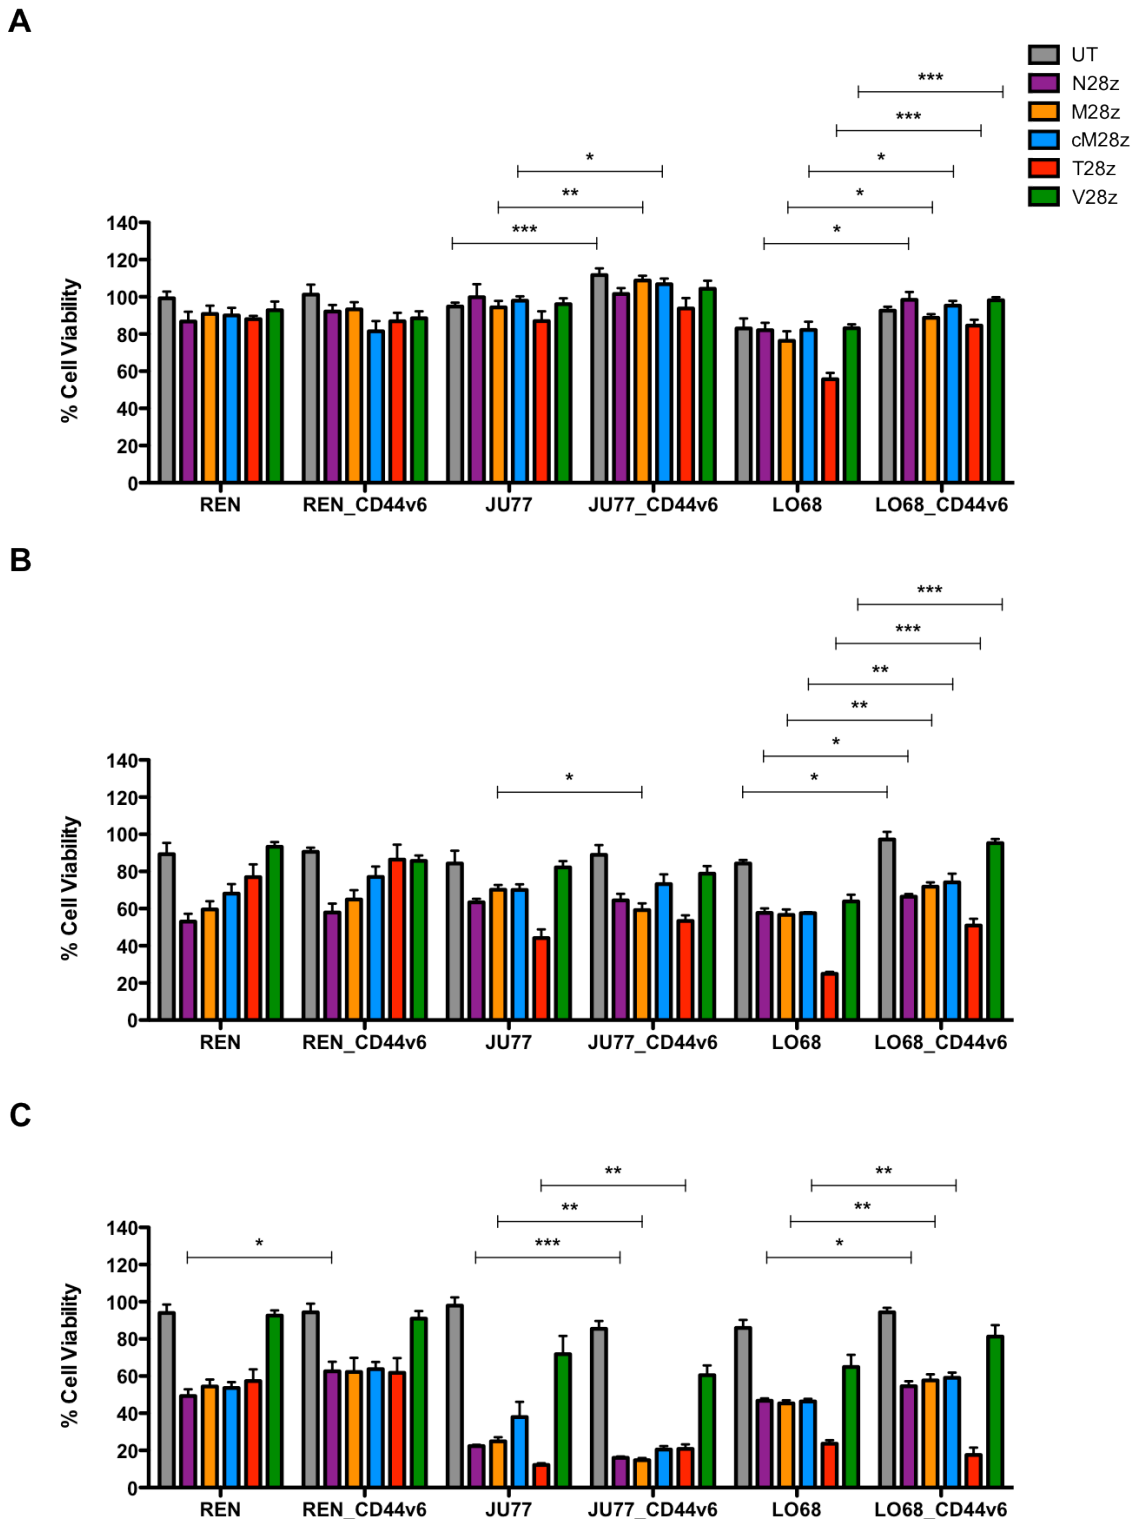 A
UT
N28z
M28z
cM28z
T28z
V28z
***
***
* *
** *
*** *
% Cell Viability
140
120
100
80
60
40
20
0
REN REN_CD44v6 JU77 JU77_CD44v6 LO68 LO68_CD44v6
B
***
***
**
**
*
* *
% Cell Viability
140
120
100
80
60
40
20
0
REN REN_CD44v6 JU77 JU77_CD44v6 LO68 LO68_CD44v6
C
** **
** **
* *** *
% Cell Viability
140
120
100
80
60
40
20
0
REN REN_CD44v6 JU77 JU77_CD44v6 LO68 LO68_CD44v6